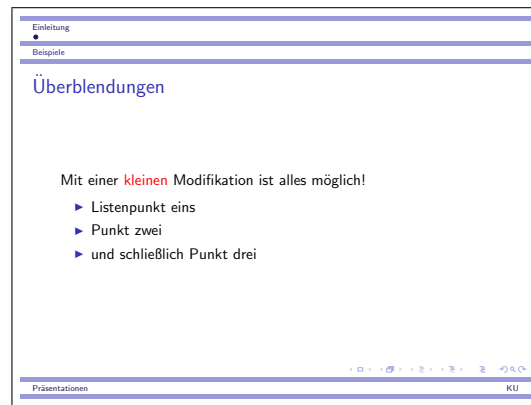 Einleitung
Beispiele
Überblendungen
Mit einer kleinen Modifikation ist alles möglich!
Listenpunkt eins
Punkt zwei
und schließlich Punkt drei
Präsentationen KU